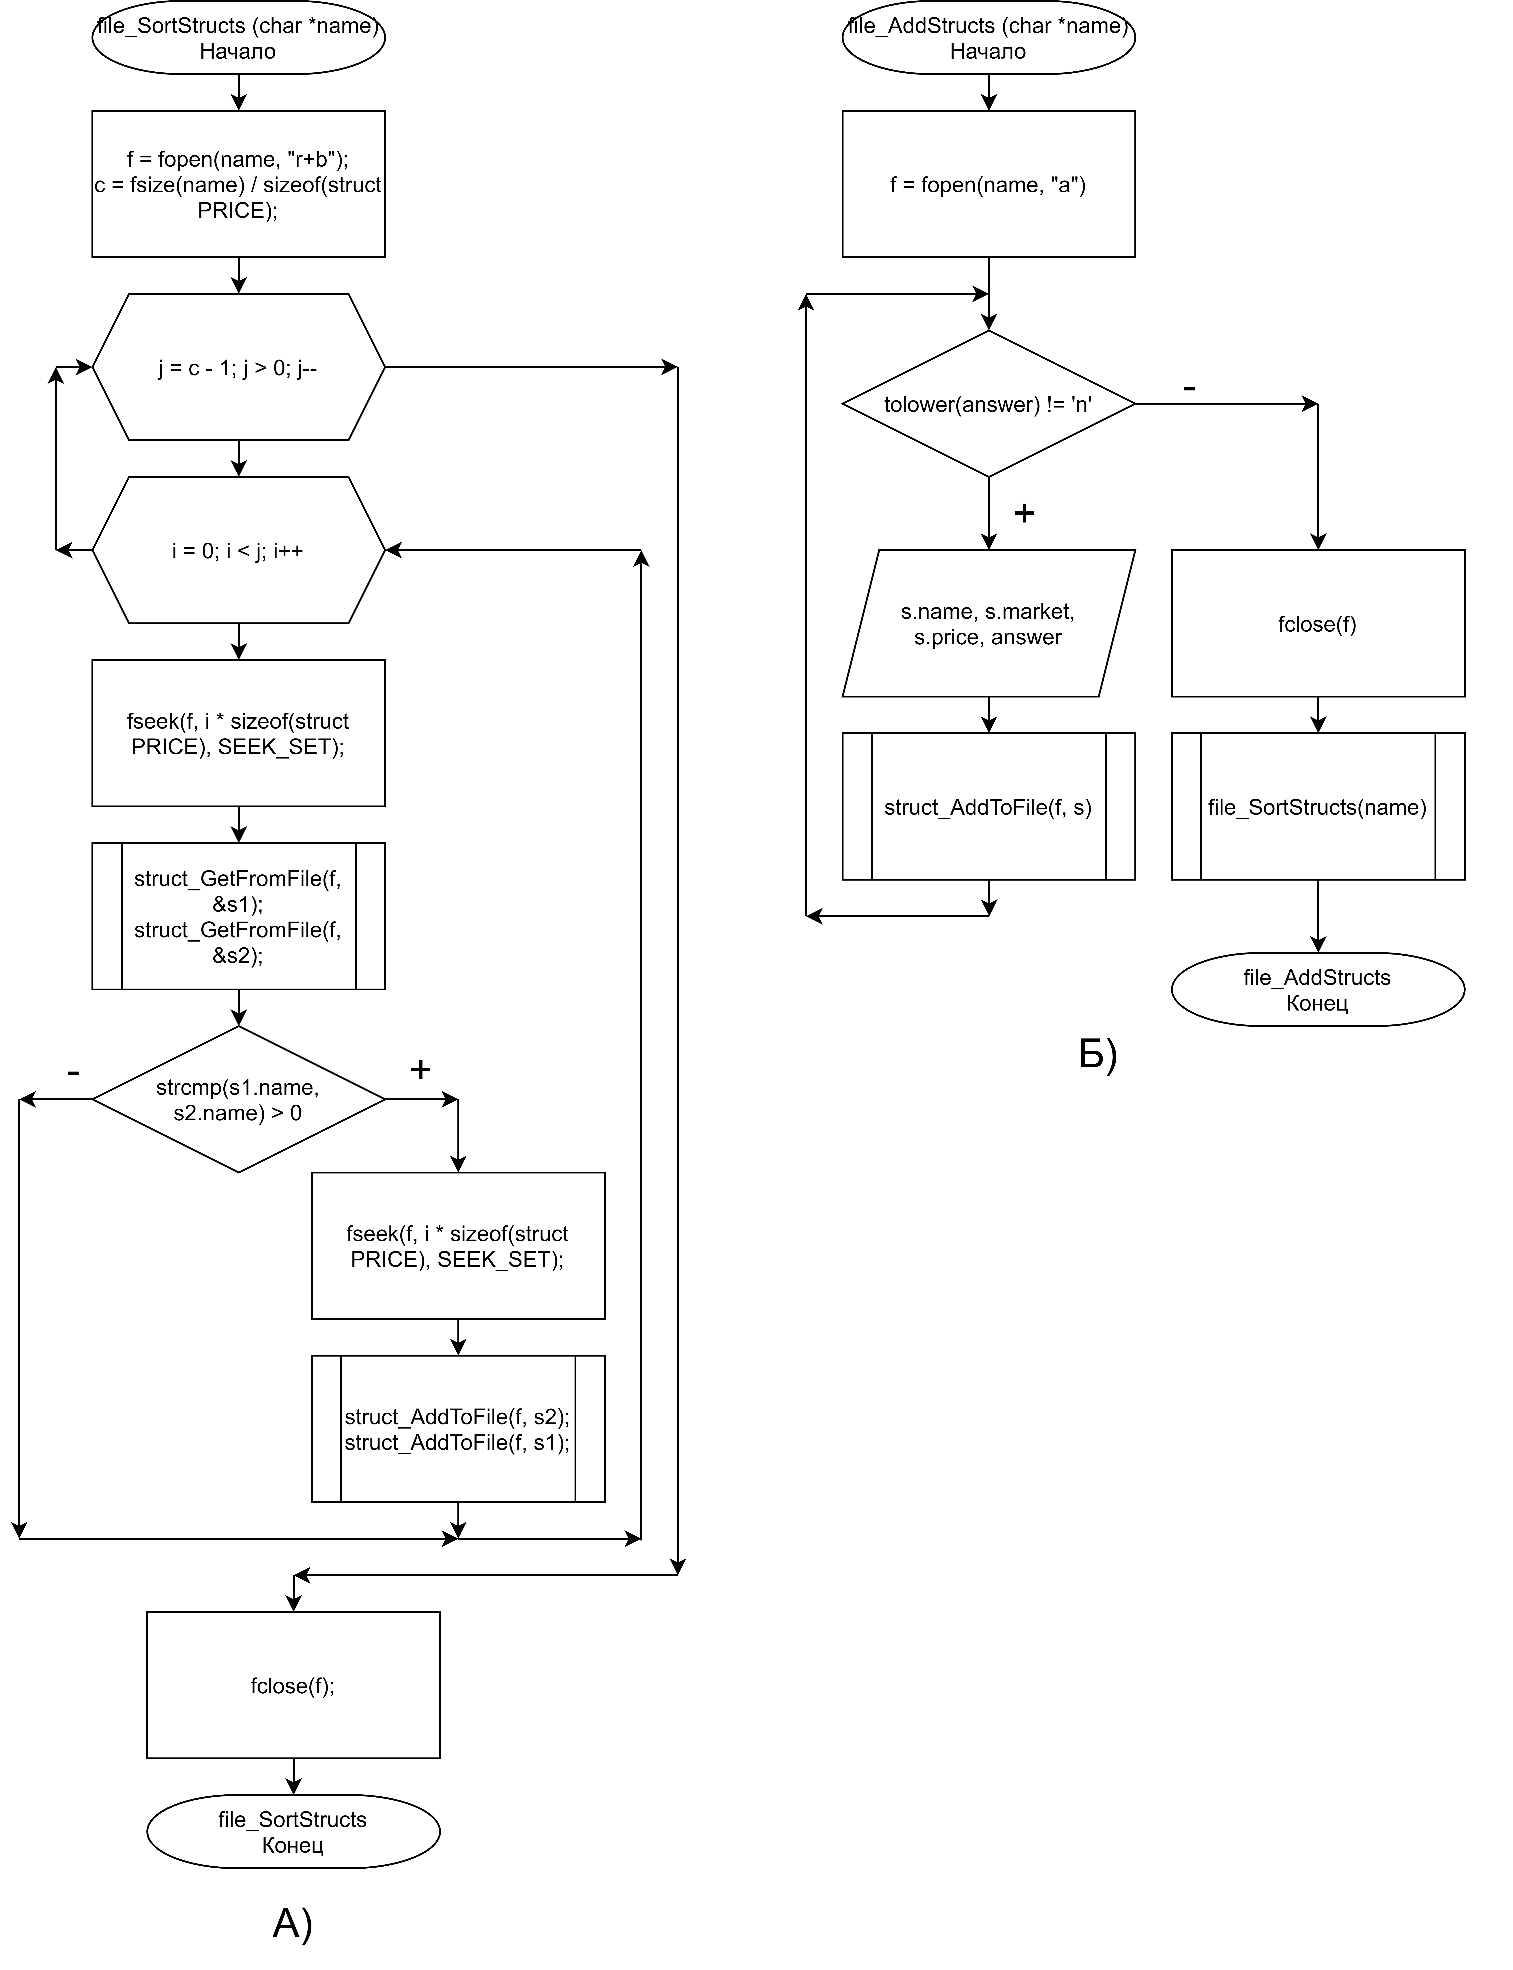 file_SortStructs (char *name)
Начало
f = fopen(name, "r+b");
c = fsize(name) / sizeof(struct
PRICE);
j = c - 1; j > 0; j--
i = 0; i < j; i++
fseek(f, i * sizeof(struct
PRICE), SEEK_SET);
struct_GetFromFile(f,
&s1);
struct_GetFromFile(f,
&s2);
-
+
strcmp(s1.name,
s2.name) > 0
fseek(f, i * sizeof(struct
PRICE), SEEK_SET);
struct_AddToFile(f, s2);
struct_AddToFile(f, s1);
fclose(f);
file_SortStructs
Конец
А)
file_AddStructs (char *name)
Начало
f = fopen(name, "a")
tolower(answer) != 'n'
-
+
s.name, s.market,
s.price, answer
struct_AddToFile(f, s)
fclose(f)
file_SortStructs(name)
file_AddStructs
Конец
Б)